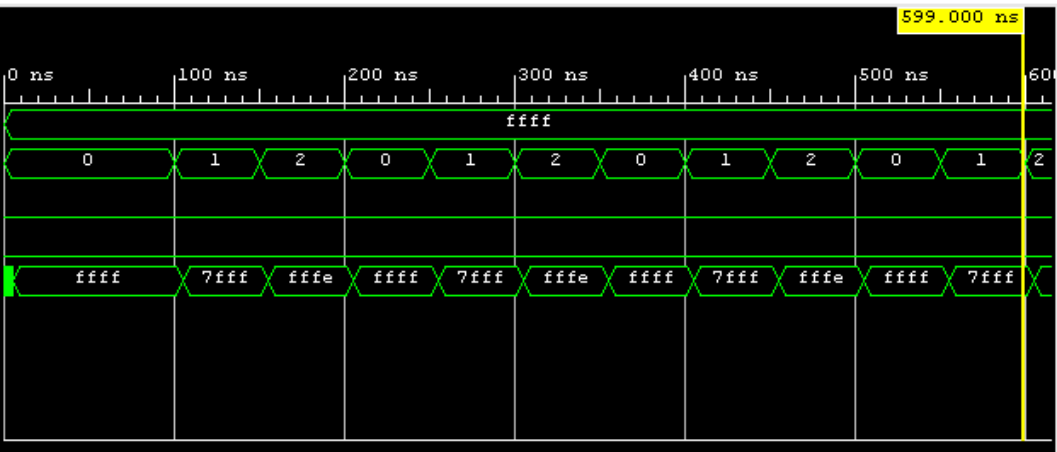 599.000 ns
0 ns 100 ns 200 ns 300 ns 400 ns 500 ns 60
ffff
0 1 2 0 1 2 0 1 2 0 1 2
ffff 7fff fffe ffff 7fff fffe ffff 7fff fffe ffff 7fff